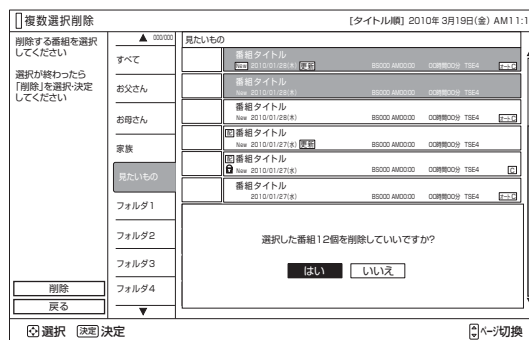 複数選択削除
[タイトル順] 2010年 3月19日(金) AM11:1
削除する番組を選択
してください
選択が終わったら
「削除」を選択・決定
してください
削除
戻る
▲ 000/000
すべて
お父さん
お母さん
家族
見たいもの
フォルダ1
フォルダ2
フォルダ3
フォルダ4
▼
見たいもの
番組タイトル
New 2010/01/29(木) 更新 BS000 AM00:00 00時間00分 TSE4
番組タイトル
New 2010/01/29(木) BS000 AM00:00 00時間00分 TSE4
番組タイトル
New 2010/01/28(木) BS000 AM00:00 00時間00分 TSE4
番組タイトル
New 2010/01/27(水) 更新 BS000 AM00:00 00時間00分 TSE4
番組タイトル
New 2010/01/27(水) BS000 AM00:00 00時間00分 TSE4 C
番組タイトル
2010/01/27(水) BS000 AM00:00 00時間00分 TSE4
選択した番組12個を削除していいですか?
はい いいえ
選択 決定 決定
ページ切換